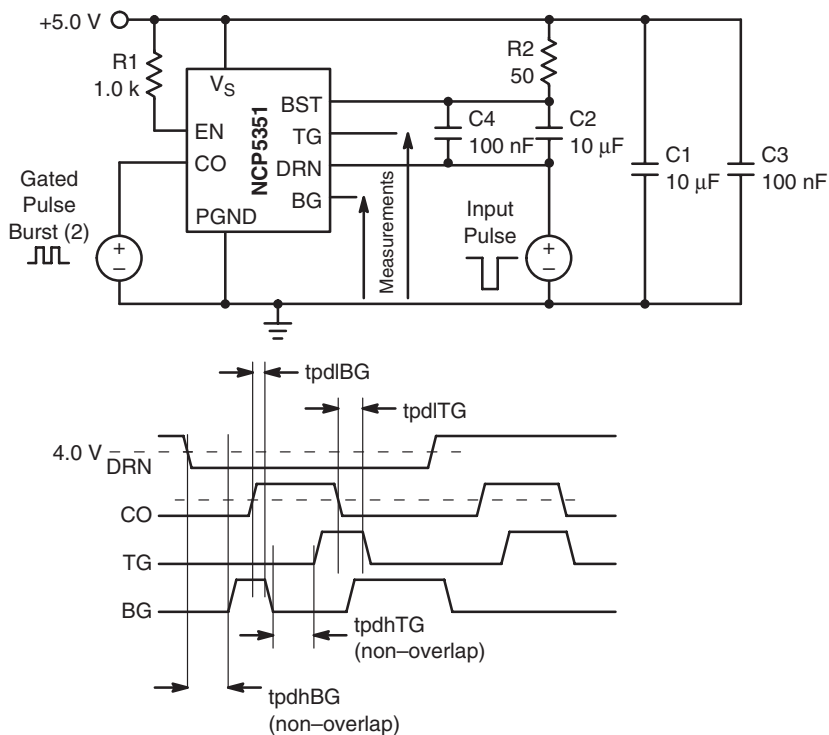 +5.0 V
R1
1.0 k
VS
EN
CO
PGND
NCP5351
BST
TG
DRN
BG
R2
50
C4
100 nF
C2
10 μF
C1
10 μF
C3
100 nF
Gated
Pulse
Burst (2)
+
–
Measurements
Input
Pulse
+
–
tpdlBG
tpdlTG
4.0 V
DRN
CO
TG
BG
tpdhTG
(non–overlap)
tpdhBG
(non–overlap)